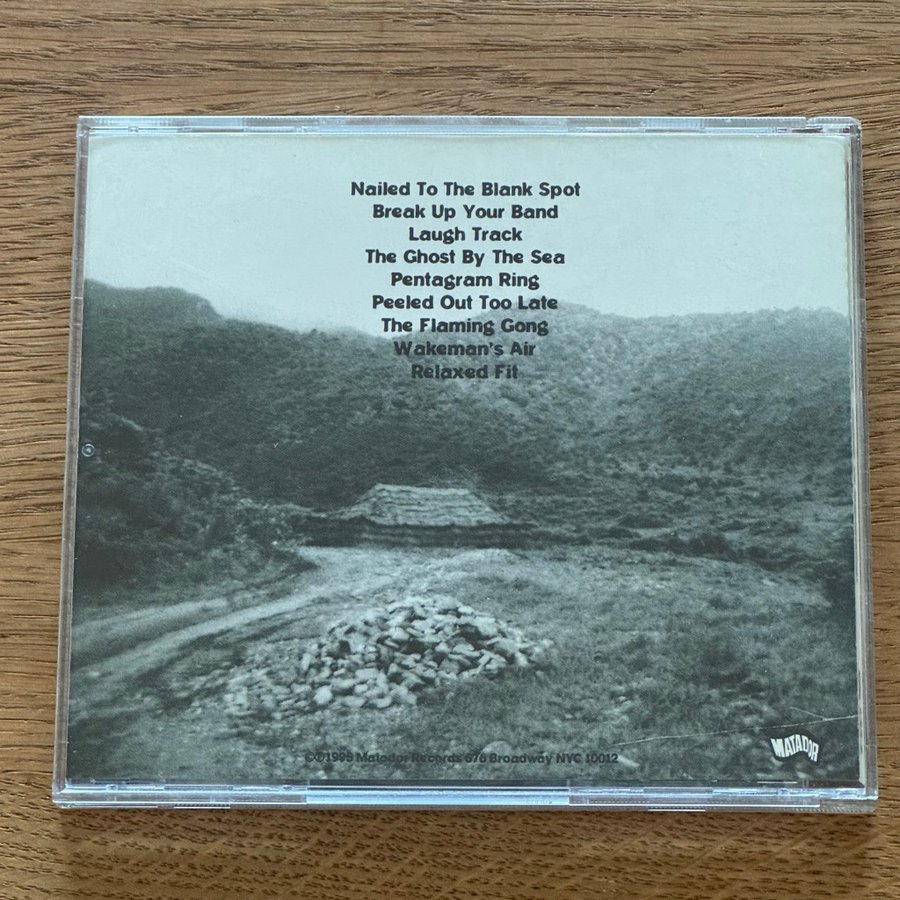 Nailed To The Blank Spot
Break Up Your Band
Laugh Track
The Ghost By The Sea
Pentagram Ring
Peeled Out Too Late
The Flaming Gong
Wakeman's Air
Relaxed Fit
©℗1995 Matador Records 676 Broadway NYC 10012
MATADOR